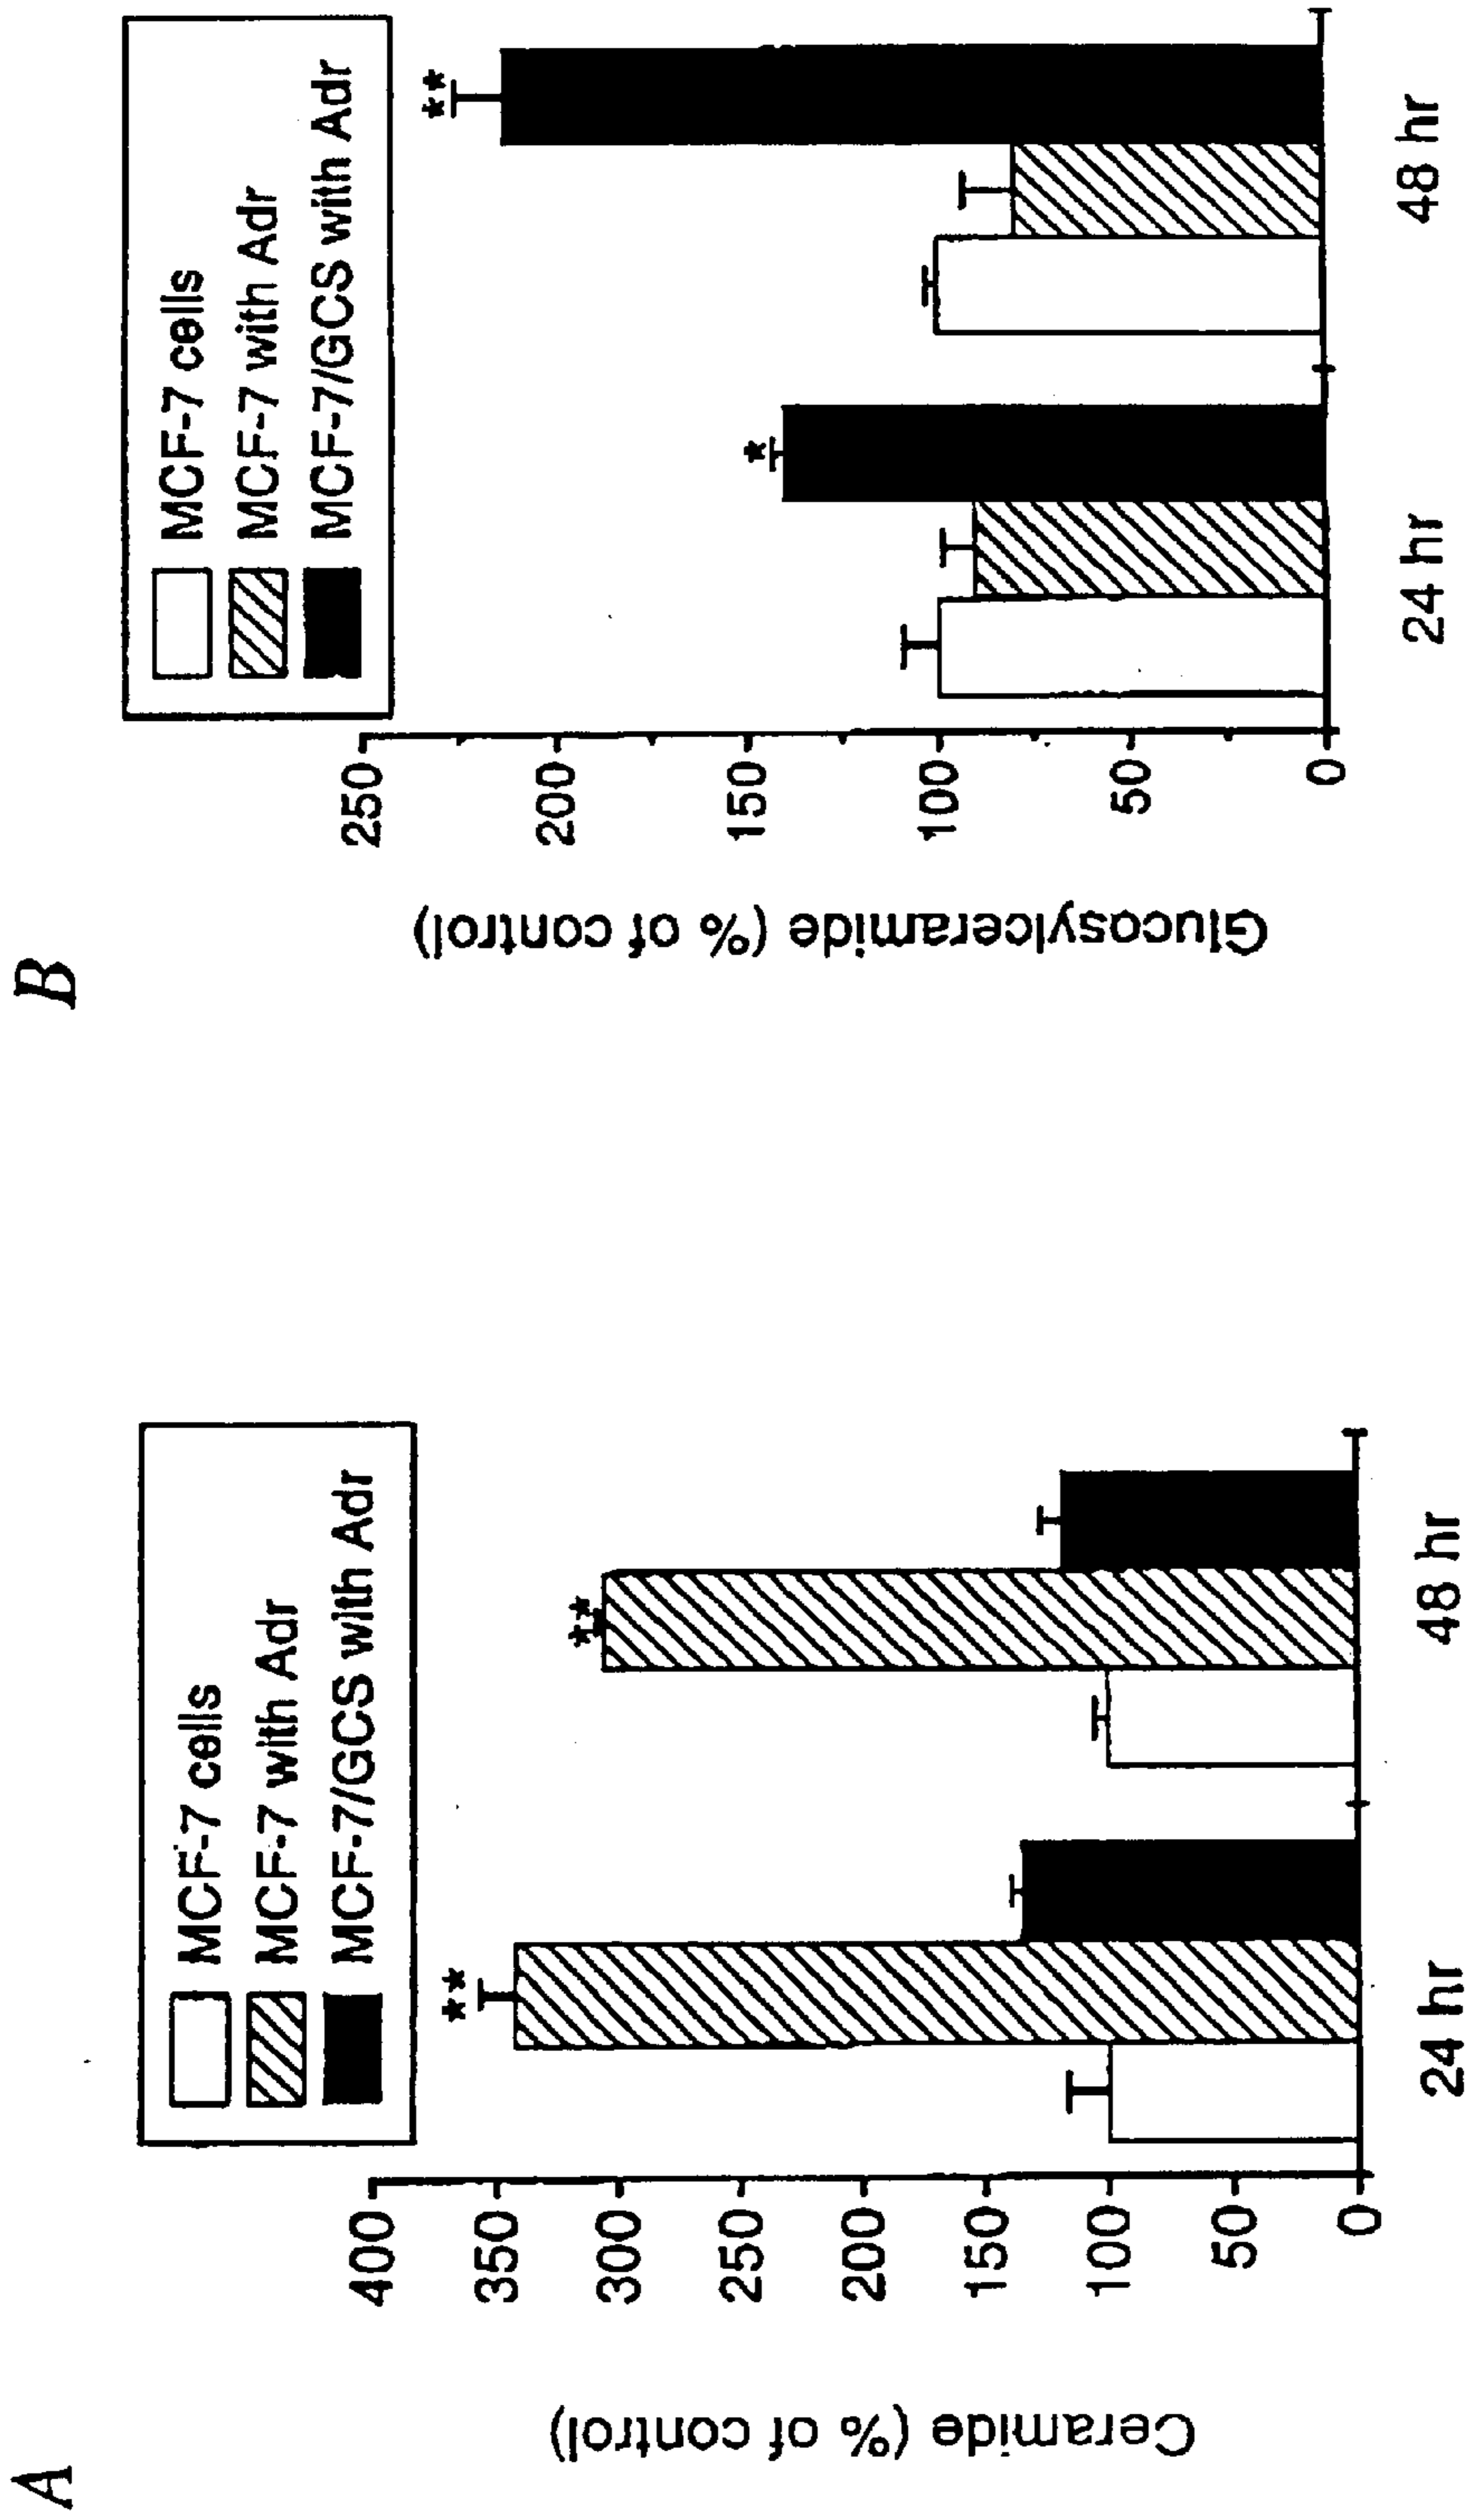 A
Ceramide (% of control)
400
350
300
250
200
150
100
50
0
MCF-7 cells
MCF-7 with Adr
MCF-7/GCS with Adr
**
**
24 hr
48 hr
B
Glucosylceramide (% of control)
250
200
150
100
50
0
MCF-7 cells
MCF-7 with Adr
MCF-7/GCS with Adr
*
**
24 hr
48 hr